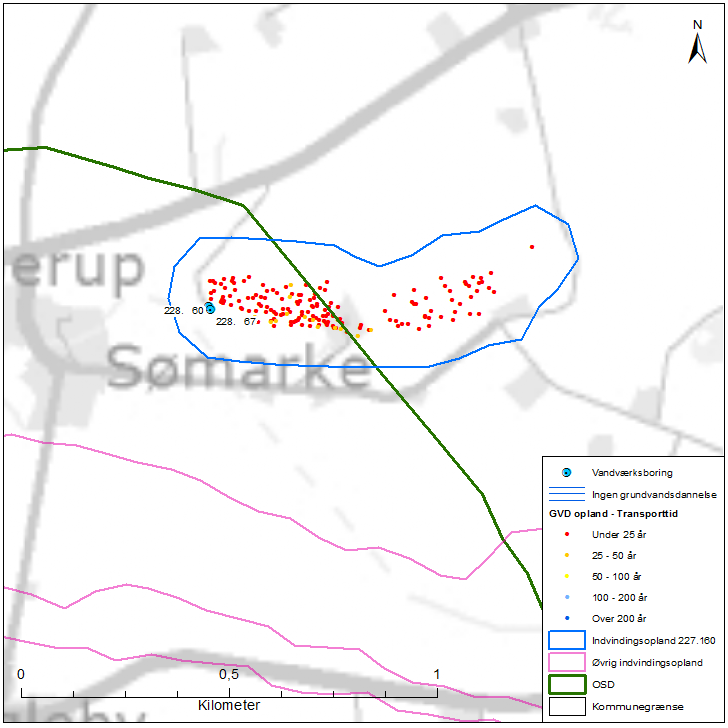 N
erup
228. 60
228. 67
Sømarke
Vandværksboring
Ingen grundvandsdannelse
GVD opland - Transporttid
Under 25 år
25 - 50 år
50 - 100 år
100 - 200 år
Over 200 år
Indvindingsopland 227.160
Øvrig indvindingsopland
OSD
Kommunegrænse
0 0,5 1
Kilometer
gleby